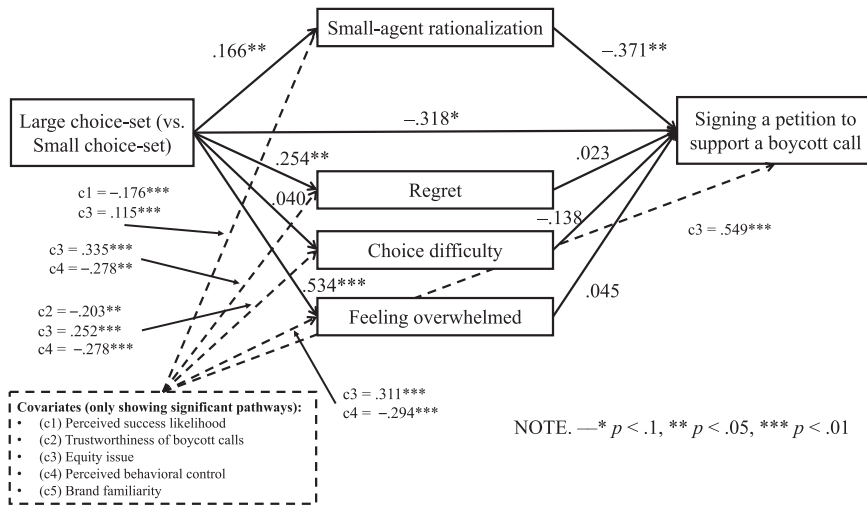 Small-agent rationalization
.166**
–.371**
Large choice-set (vs.
Small choice-set)
–.318*
Signing a petition to
support a boycott call
.254**
.023
Regret
c1 = –.176***
c3 = .115***
.040
–.138
c3 = .549***
Choice difficulty
c3 = .335***
c4 = –.278**
.534***
.045
Feeling overwhelmed
c2 = –.203**
c3 = .252***
c4 = –.278***
c3 = .311***
c4 = –.294***
Covariates (only showing significant pathways):
• (c1) Perceived success likelihood
• (c2) Trustworthiness of boycott calls
• (c3) Equity issue
• (c4) Perceived behavioral control
• (c5) Brand familiarity
NOTE. —* p < .1, ** p < .05, *** p < .01